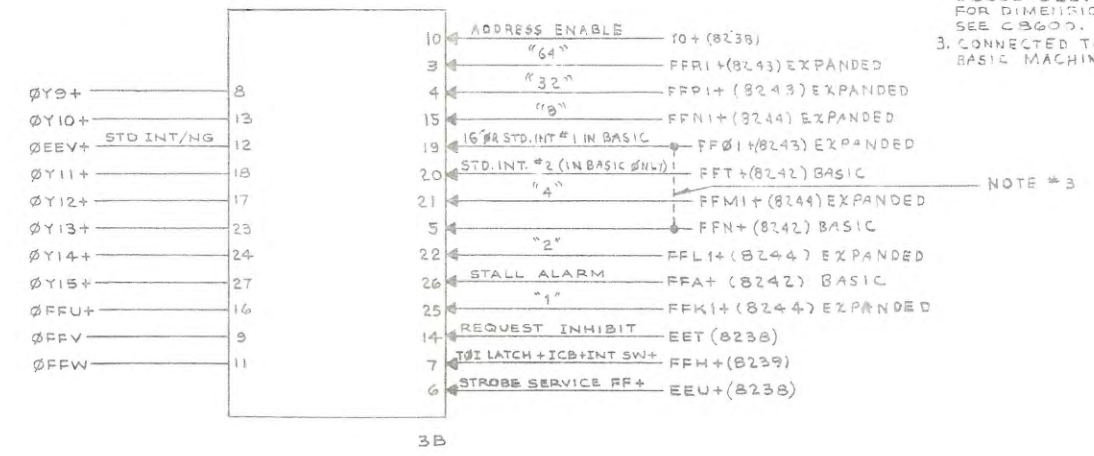 FOR DIMENSIO
SEE C8600.
3. CONNECTED T
BASIC MACHIN
10 ADDRESS ENABLE Y0+(8238)
3 "64" FFR1+(8243) EXPANDED
ØY9+ 8 4 "32" FFP1+(8243) EXPANDED
ØY10+ 13 15 "8" FFN1+(8244) EXPANDED
ØEEV+ STD INT/NG 12 19 16 ØR STD.INT #1 IN BASIC FFØ1+(8243) EXPANDED
ØY11+ 18 20 STD.INT. #2 (IN BASIC ØNLY) FFT+(8242) BASIC
ØY12+ 17 21 "4" FFM1+(8244) EXPANDED NOTE #3
ØY13+ 23 5 FFN+(8242) BASIC
ØY14+ 24 22 "2" FFL1+(8244) EXPANDED
ØY15+ 27 26 STALL ALARM FFA+(8242) BASIC
ØFFU+ 16 25 "1" FFK1+(8244) EXPANDED
ØFFV 9 14 REQUEST INHIBIT EET (8238)
ØFFW 11 7 TØI LATCH+ICB+INT SW+ FFH+(8239)
6 STROBE SERVICE FF+ EEU+(8238)
3B